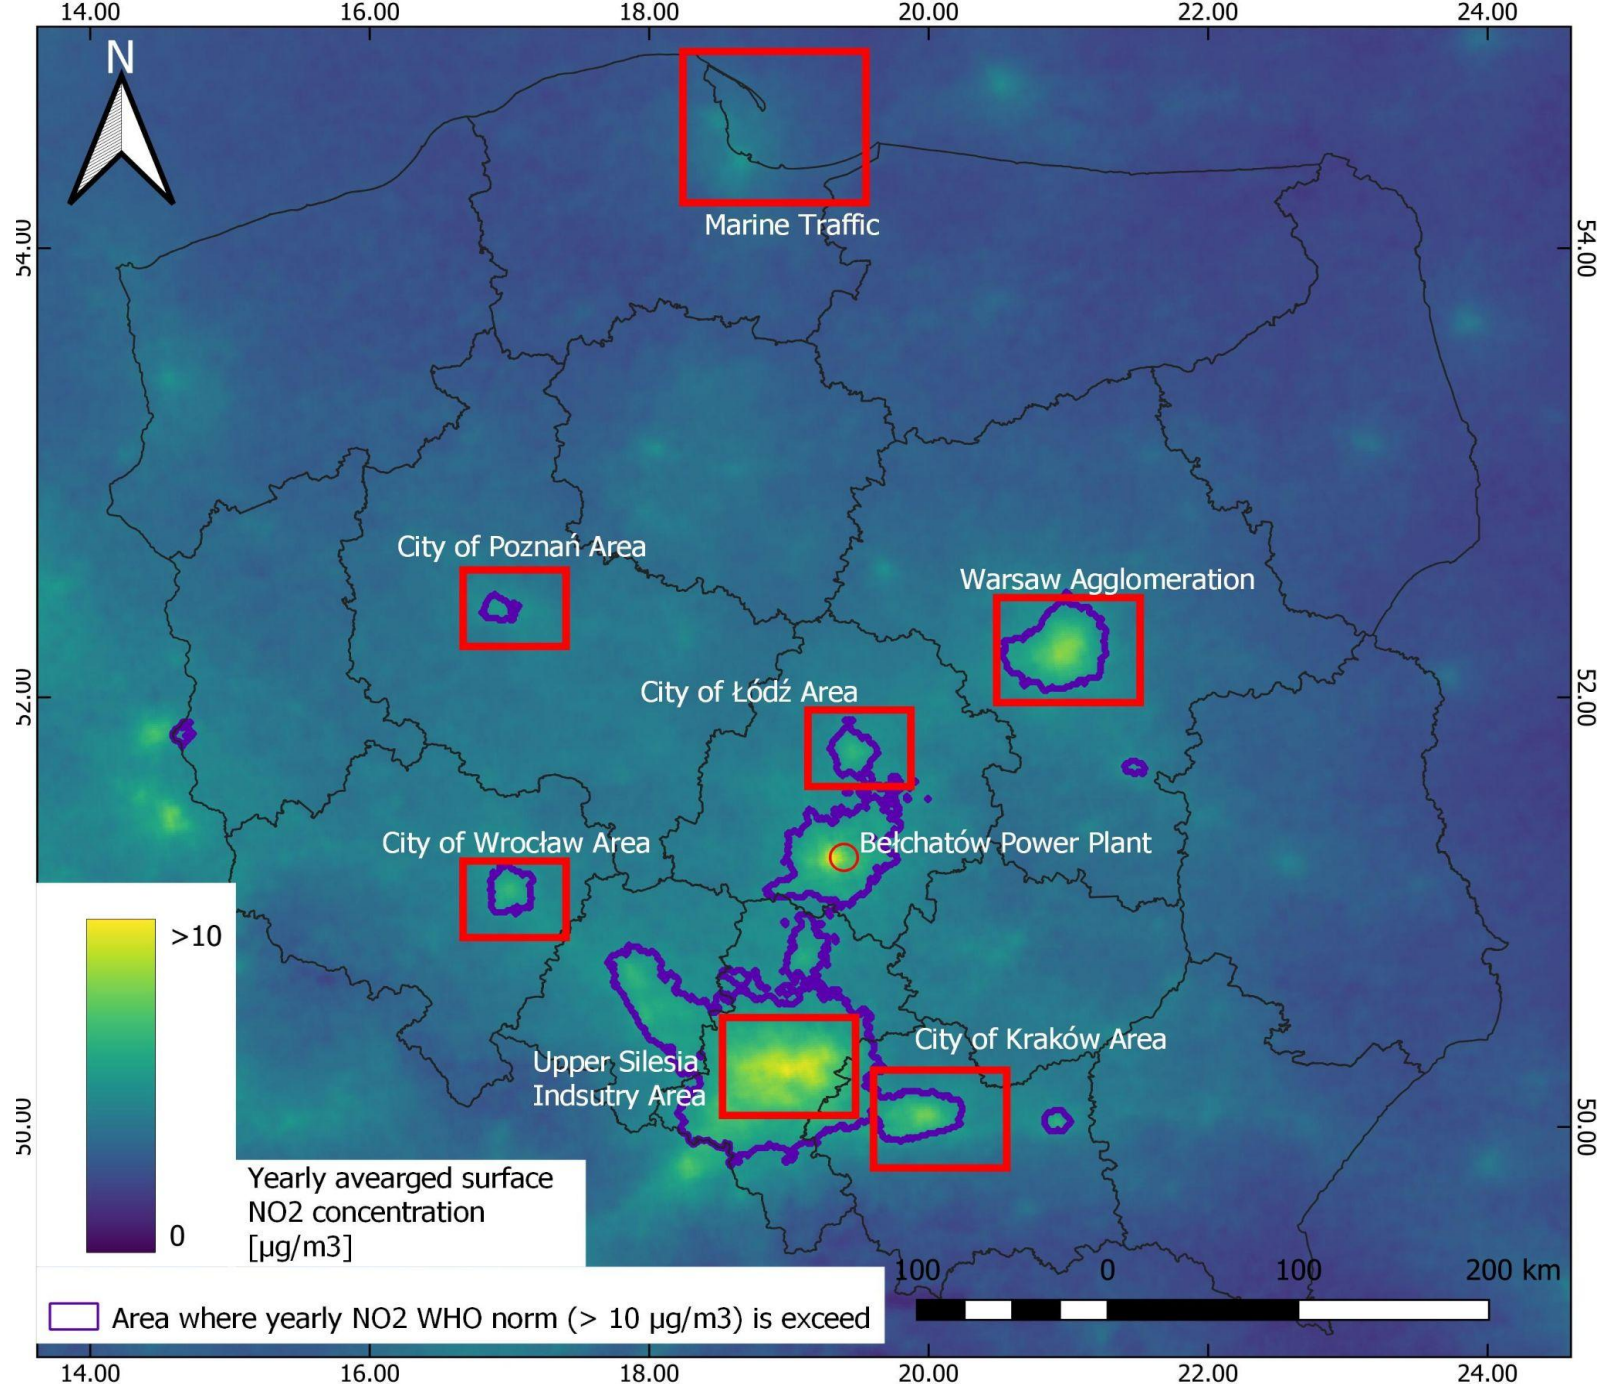 14.00 16.00 18.00 20.00 22.00 24.00
N
Marine Traffic
54.00 54.00
City of Poznań Area
Warsaw Agglomeration
City of Łódź Area
52.00 52.00
City of Wrocław Area
Bełchatów Power Plant
>10
City of Kraków Area
Upper Silesia
Indsutry Area
50.00 50.00
Yearly avearged surface
NO2 concentration
[µg/m3]
0
100 0 100 200 km
Area where yearly NO2 WHO norm (> 10 µg/m3) is exceed
14.00 16.00 18.00 20.00 22.00 24.00